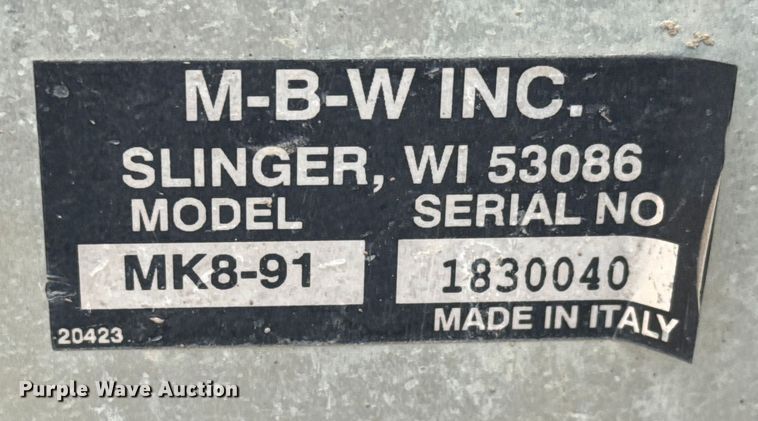 M-B-W INC.
SLINGER, WI 53086
MODEL SERIAL NO
MK8-91 1830040
20423 MADE IN ITALY
Purple Wave Auction